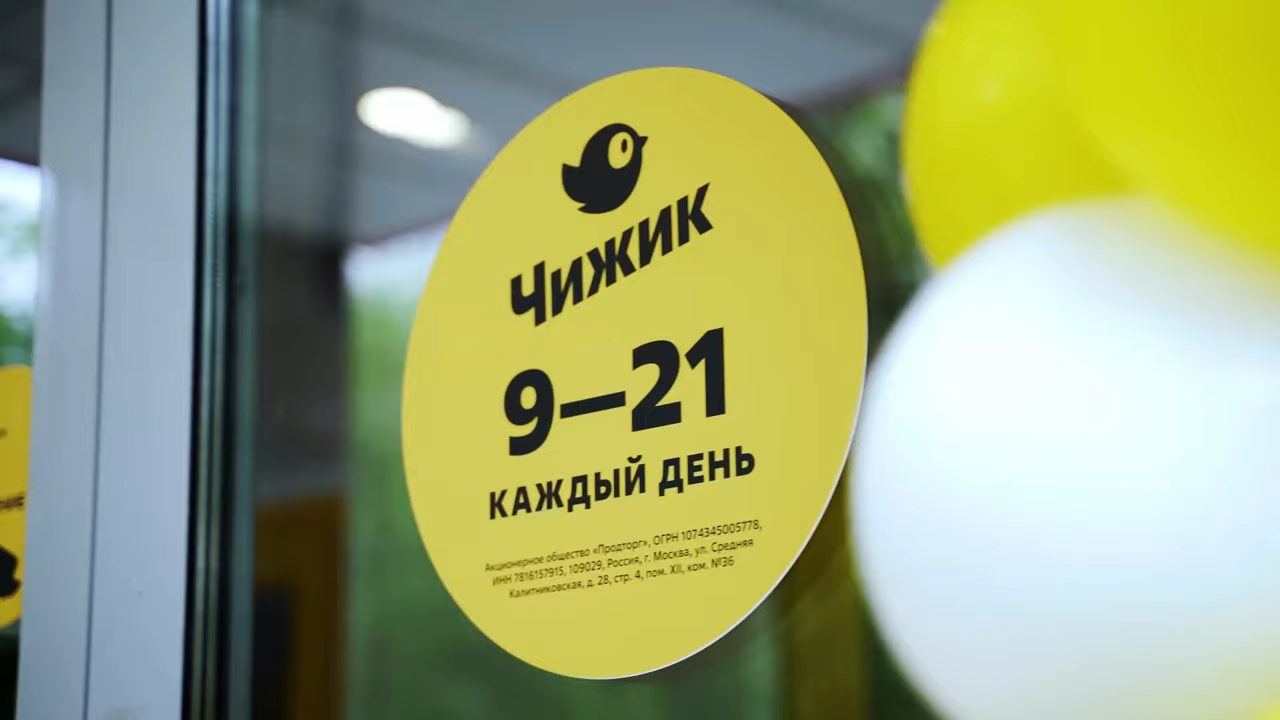 Чижик
9—21
КАЖДЫЙ ДЕНЬ
Акционерное общество «Продторг», ОГРН 1074345005778,
ИНН 7816157915, 109029, Россия, г. Москва, ул. Средняя
Калитниковская, д. 28, стр. 4, пом. XII, ком. №36